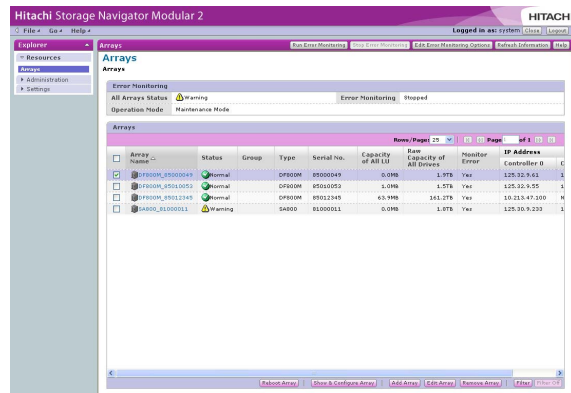 Hitachi Storage Navigator Modular 2
HITACH
File Go Help
Logged in as: system Close Logout
Explorer
Arrays
Run Error Monitoring Stop Error Monitoring Edit Error Monitoring Options Refresh Information Help
Resources
Arrays
Administration
Settings
Arrays
Arrays
Error Monitoring
All Arrays Status Warning Error Monitoring Stopped
Operation Mode Maintenance Mode
Arrays
Rows/Page: 25 Page 1 of 1
Array Name Status Group Type Serial No. Capacity of All LU Raw Capacity of All Drives Monitor Error IP Address
Controller 0 C
DF800M_85000049 Normal DF800M 85000049 0.0MB 1.9TB Yes 125.32.9.61 1
DF800M_85010053 Normal DF800M 85010053 1.0MB 1.5TB Yes 125.32.9.55 1
DF800M_85012345 Normal DF800M 85012345 63.9MB 161.2TB Yes 10.213.47.100 N
SA800_81000011 Warning SA800 81000011 0.0MB 1.8TB Yes 125.30.9.230 1
Reboot Array Show & Configure Array Add Array Edit Array Remove Array Filter Filter Off